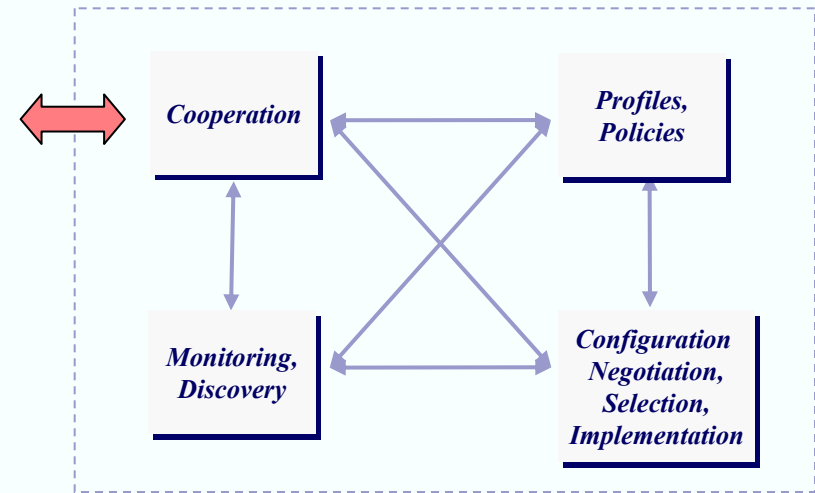 Cooperation
Profiles,
Policies
Monitoring,
Discovery
Configuration
Negotiation,
Selection,
Implementation